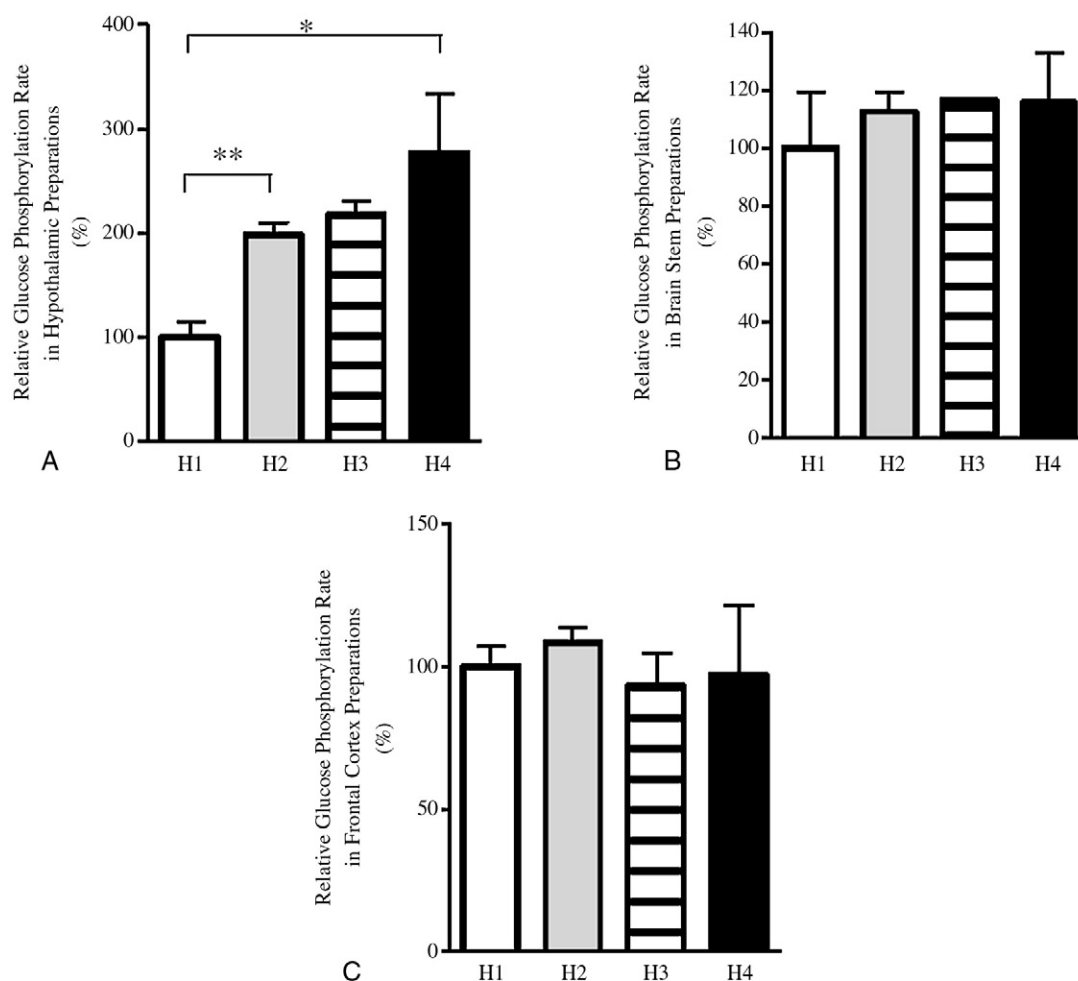 Relative Glucose Phosphorylation Rate
in Hypothalamic Preparations
(%)
400
300
200
100
0
*
**
H1 H2 H3 H4
A
Relative Glucose Phosphorylation Rate
in Brain Stem Preparations
(%)
140
120
100
80
60
40
20
0
H1 H2 H3 H4
B
Relative Glucose Phosphorylation Rate
in Frontal Cortex Preparations
(%)
150
100
50
0
H1 H2 H3 H4
C